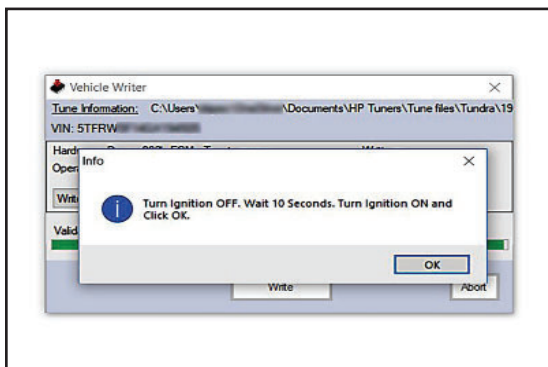 Vehicle Writer
Tune Information: C:\Users\ \Documents\HP Tuners\Tune files\Tundra\19
VIN: 5TFRW
Info
Turn Ignition OFF. Wait 10 Seconds. Turn Ignition ON and
Click OK.
OK
Write
Abort